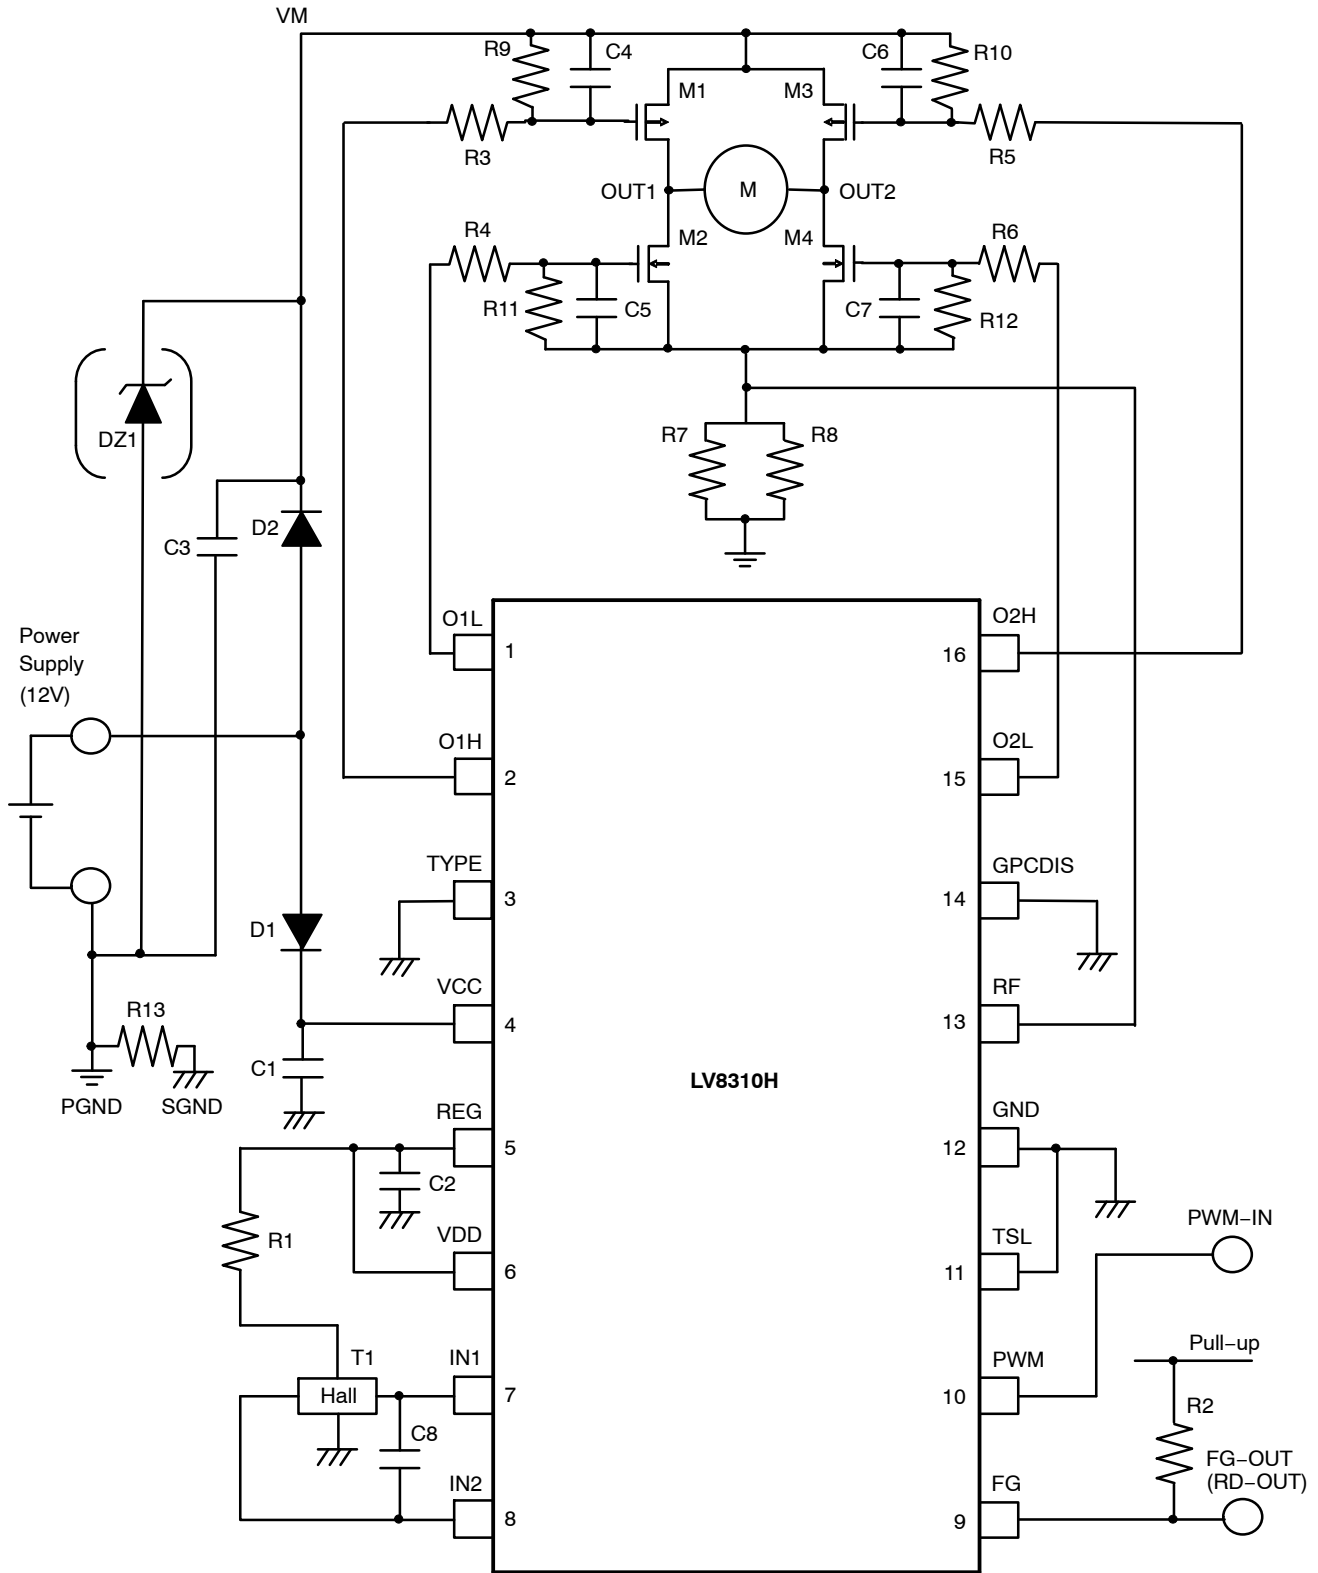 VM
R9
C4
C6
R10
M1
M3
R3
R5
OUT1
M
OUT2
R4
M2
M4
R6
R11
C5
C7
R12
DZ1
R7
R8
C3
D2
Power
Supply
(12V)
O1L
1
O2H
16
O1H
2
O2L
15
TYPE
3
GPCDIS
14
D1
VCC
4
RF
13
R13
C1
PGND
SGND
LV8310H
REG
5
GND
12
C2
R1
VDD
6
TSL
11
PWM−IN
T1
Hall
IN1
7
PWM
10
Pull−up
C8
R2
IN2
8
FG
9
FG−OUT
(RD−OUT)